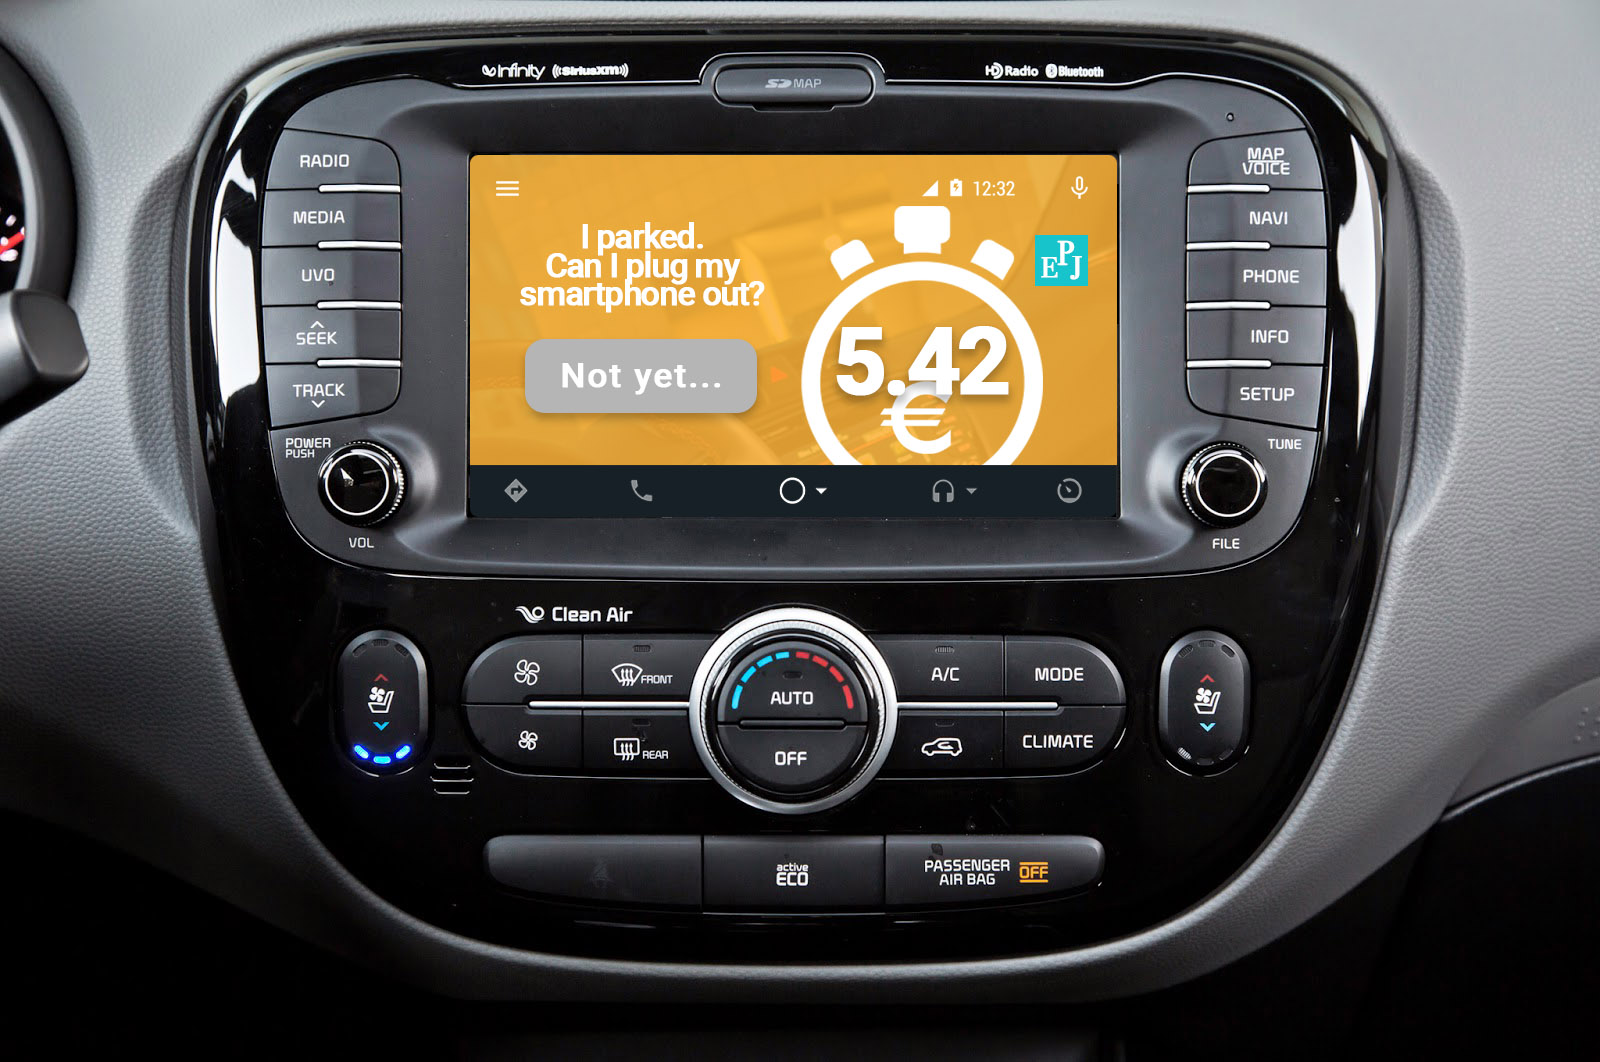 infinity ((SiriusXM))
SD MAP
HD Radio Bluetooth
RADIO
MEDIA
UVO
SEEK
TRACK
POWER
PUSH
VOL
12:32
I parked.
Can I plug my
smartphone out?
Not yet...
5.42
€
EPJ
MAP
VOICE
NAVI
PHONE
INFO
SETUP
TUNE
FILE
Clean Air
FRONT
REAR
AUTO
OFF
A/C
MODE
CLIMATE
active
ECO
PASSENGER
AIR BAG OFF